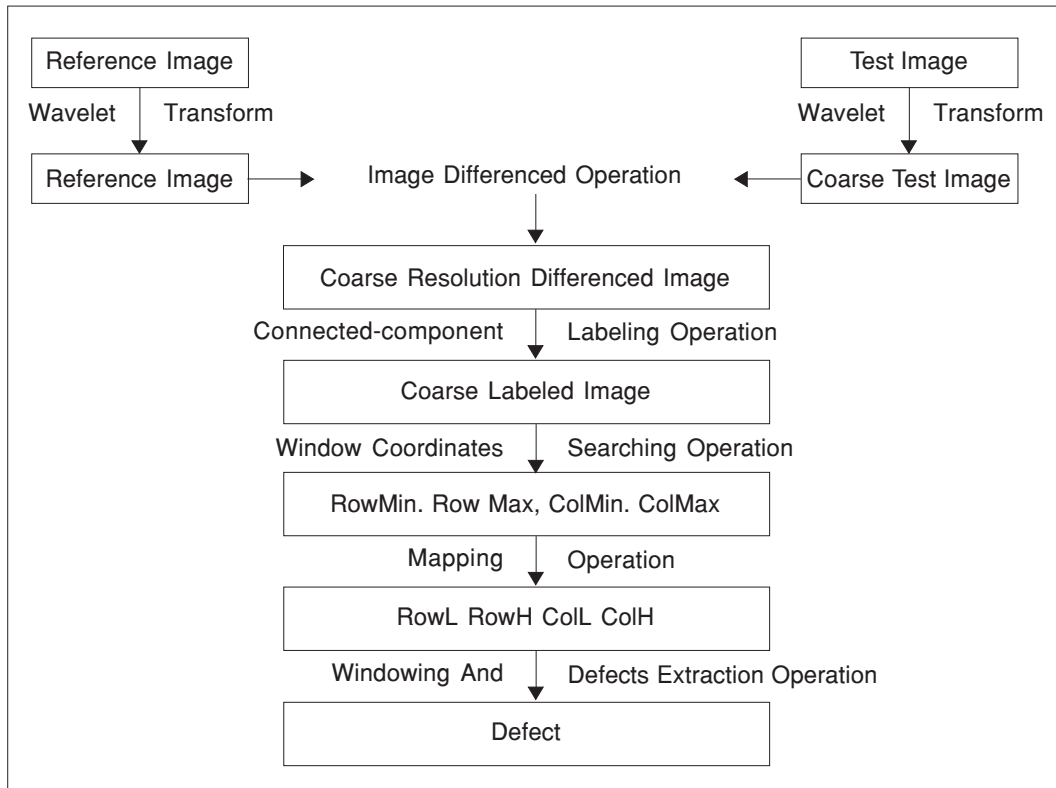 Reference Image
Test Image
Wavelet Transform
Wavelet Transform
Reference Image
Image Differenced Operation
Coarse Test Image
Coarse Resolution Differenced Image
Connected-component Labeling Operation
Coarse Labeled Image
Window Coordinates Searching Operation
RowMin. Row Max, ColMin. ColMax
Mapping Operation
RowL RowH ColL ColH
Windowing And Defects Extraction Operation
Defect